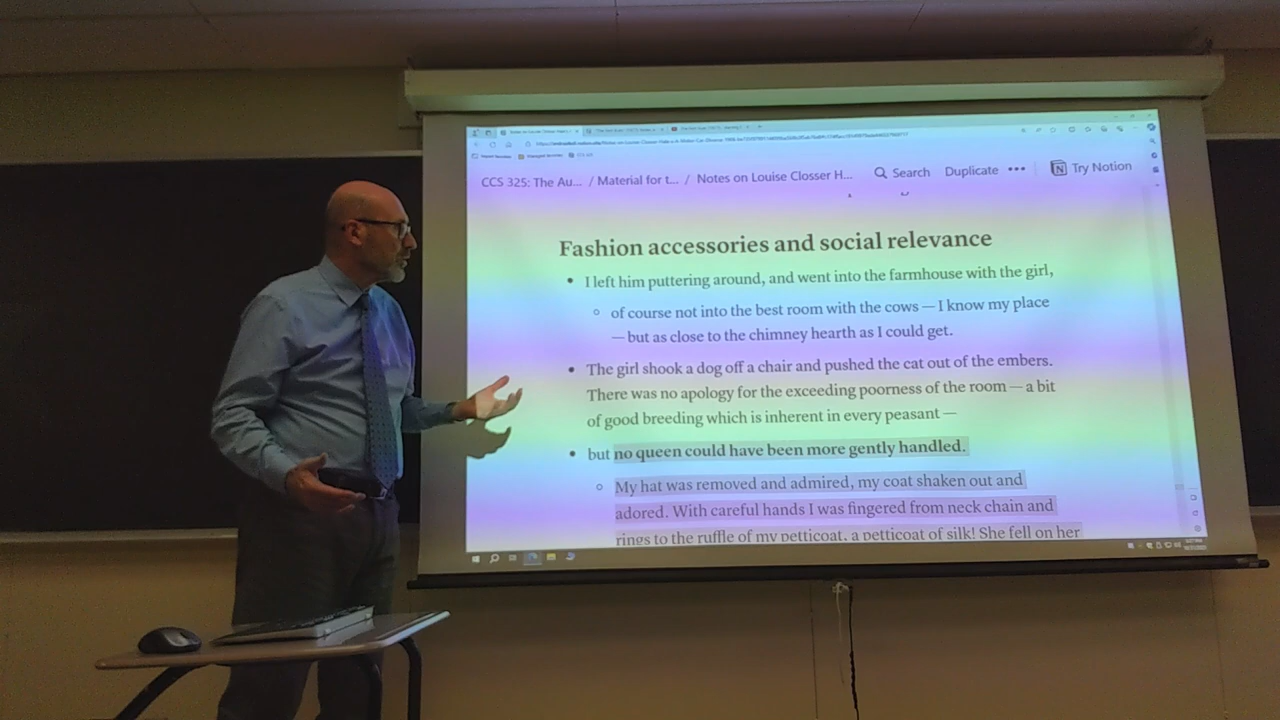 CCS 325: The Au... / Material for t... / Notes on Louise Closser H... Search Duplicate ••• Try Notion
Fashion accessories and social relevance
• I left him puttering around, and went into the farmhouse with the girl,
◦ of course not into the best room with the cows — I know my place
— but as close to the chimney hearth as I could get.
• The girl shook a dog off a chair and pushed the cat out of the embers.
There was no apology for the exceeding poorness of the room — a bit
of good breeding which is inherent in every peasant —
• but no queen could have been more gently handled.
◦ My hat was removed and admired, my coat shaken out and
adored. With careful hands I was fingered from neck chain and
rings to the ruffle of my petticoat, a petticoat of silk! She fell on her